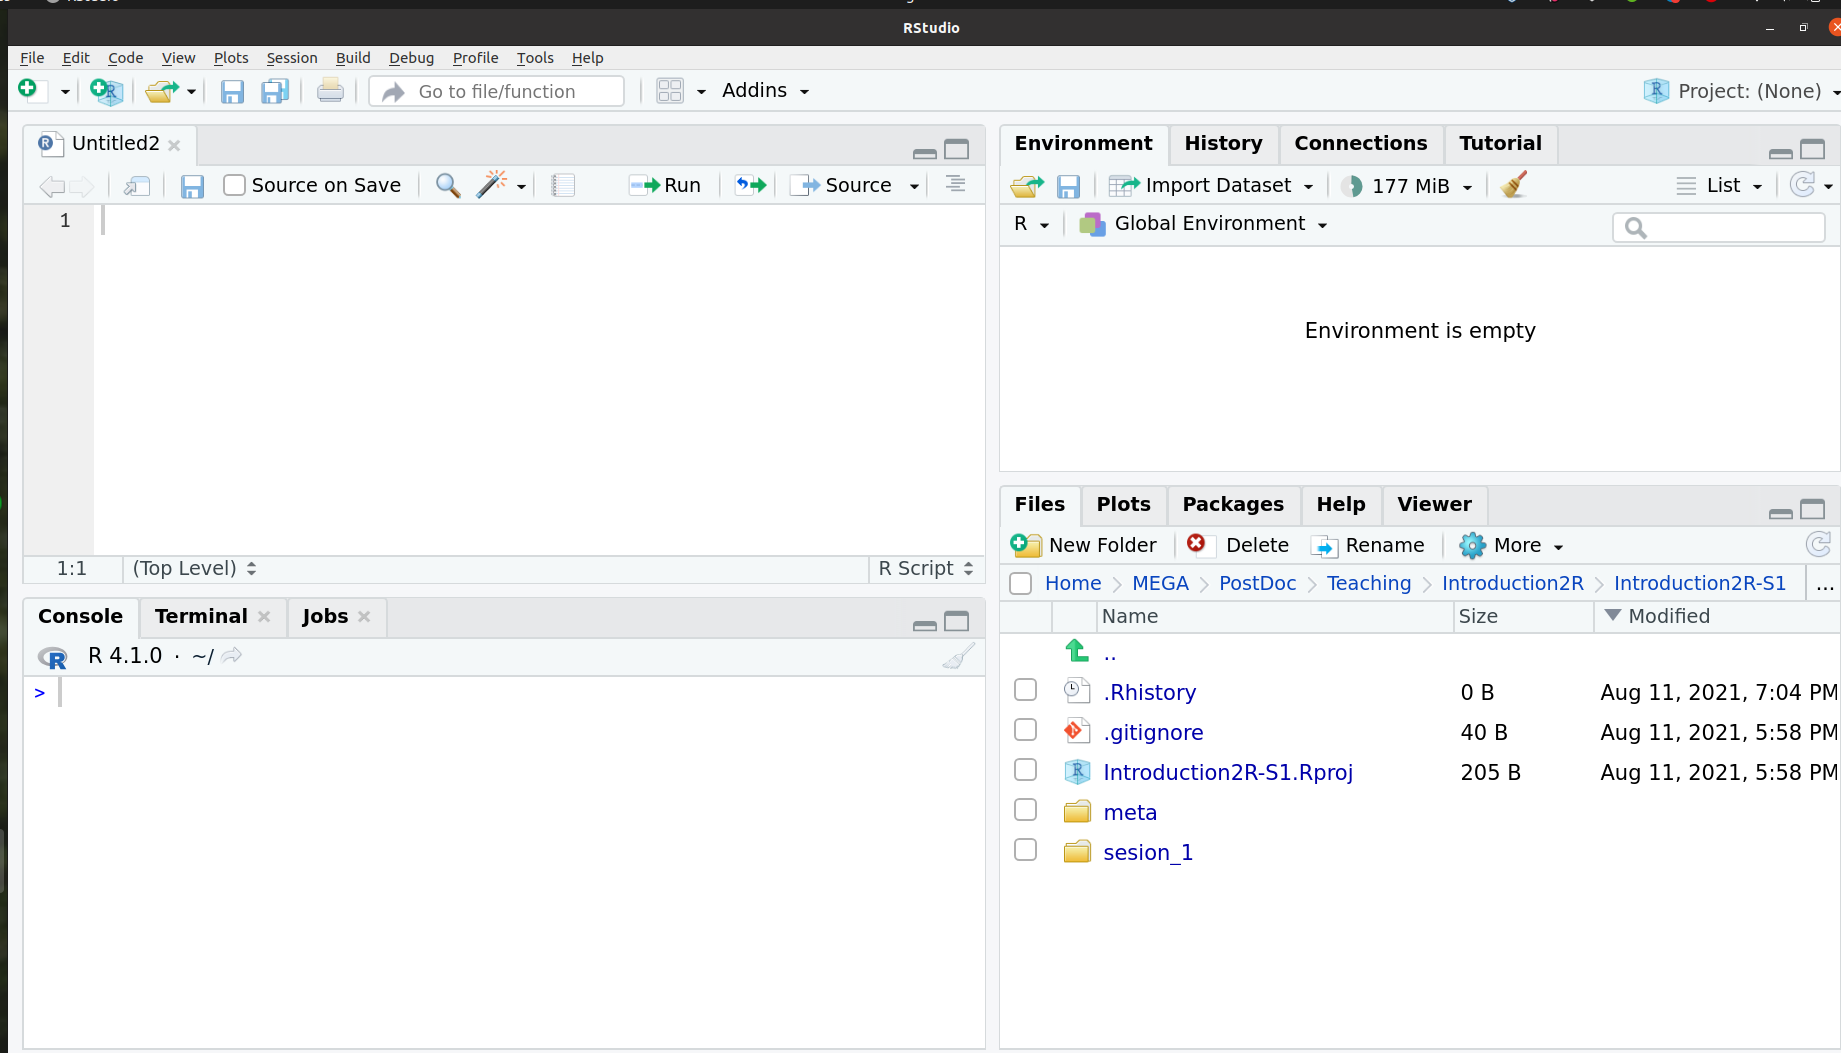 RStudio
File Edit Code View Plots Session Build Debug Profile Tools Help
Go to file/function Addins Project: (None)
Untitled2
Source on Save Run Source
1
1:1 (Top Level) R Script
Console Terminal Jobs
R 4.1.0 · ~/
>
Environment History Connections Tutorial
Import Dataset 177 MiB List
R Global Environment
Environment is empty
Files Plots Packages Help Viewer
New Folder Delete Rename More
Home MEGA PostDoc Teaching Introduction2R Introduction2R-S1 ...
Name Size Modified
..
.Rhistory 0 B Aug 11, 2021, 7:04 PM
.gitignore 40 B Aug 11, 2021, 5:58 PM
Introduction2R-S1.Rproj 205 B Aug 11, 2021, 5:58 PM
meta
sesion_1